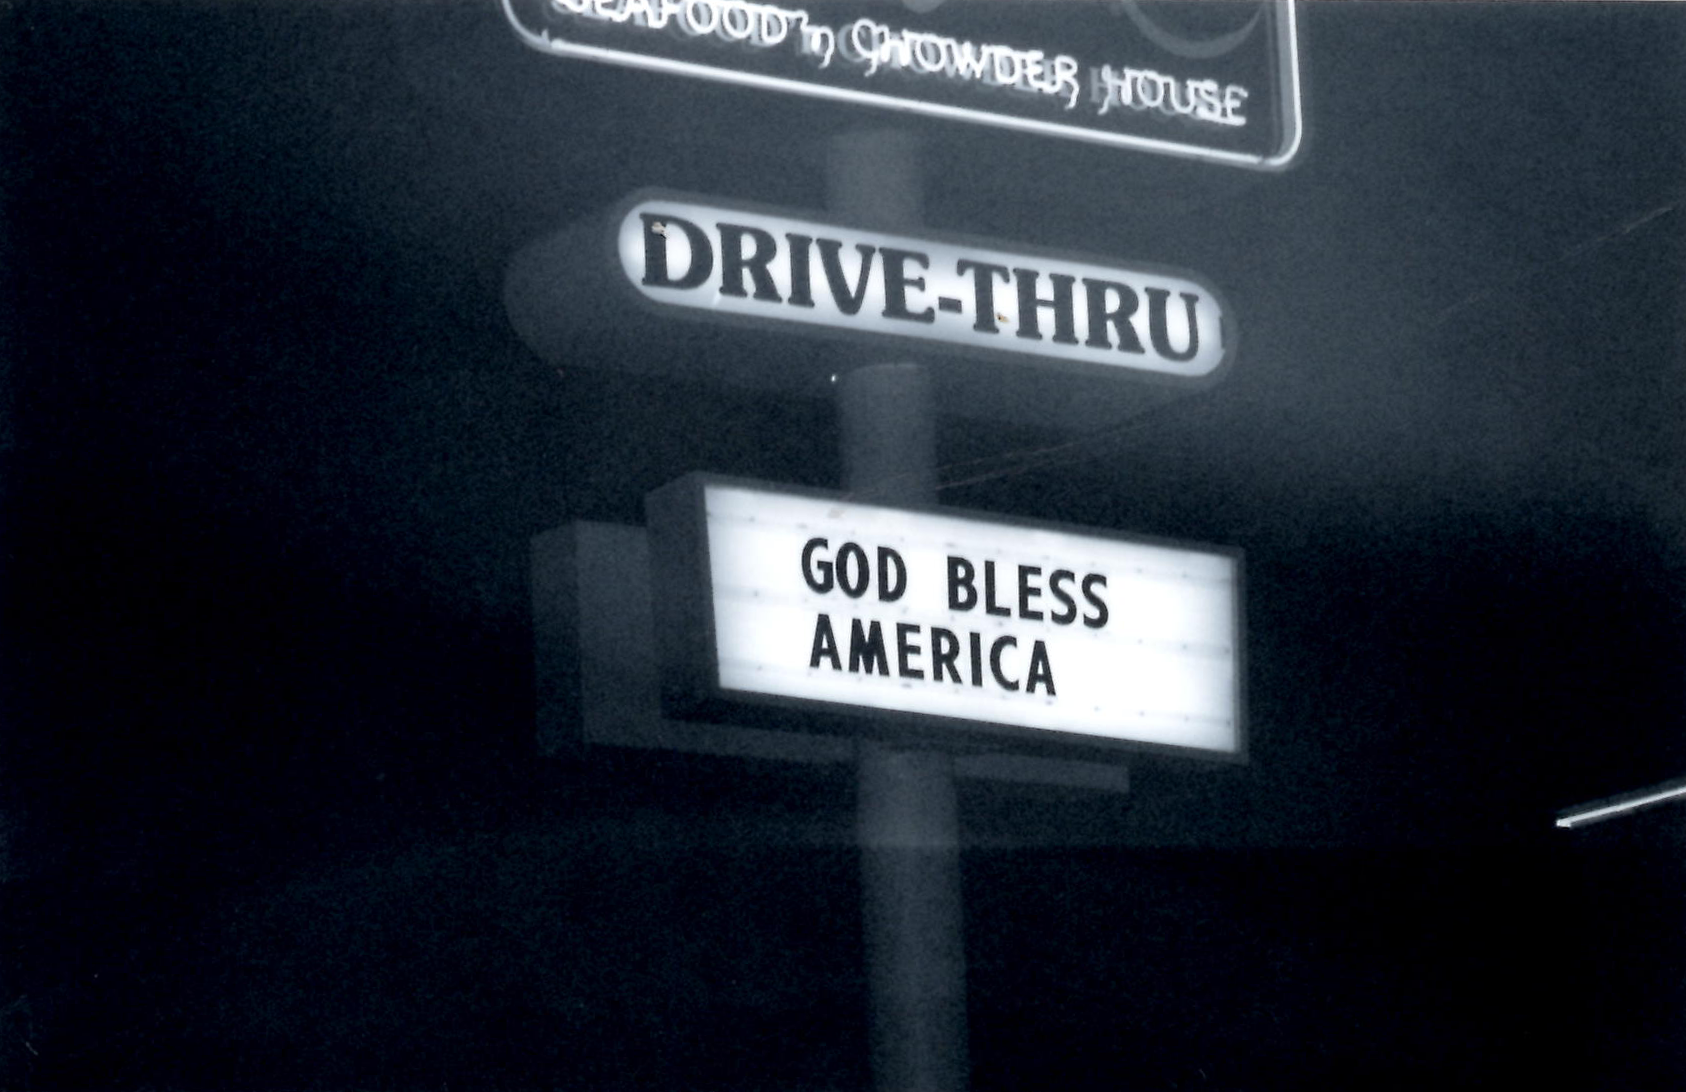 SEAFOOD 'n CHOWDER HOUSE
DRIVE-THRU
GOD BLESS
AMERICA